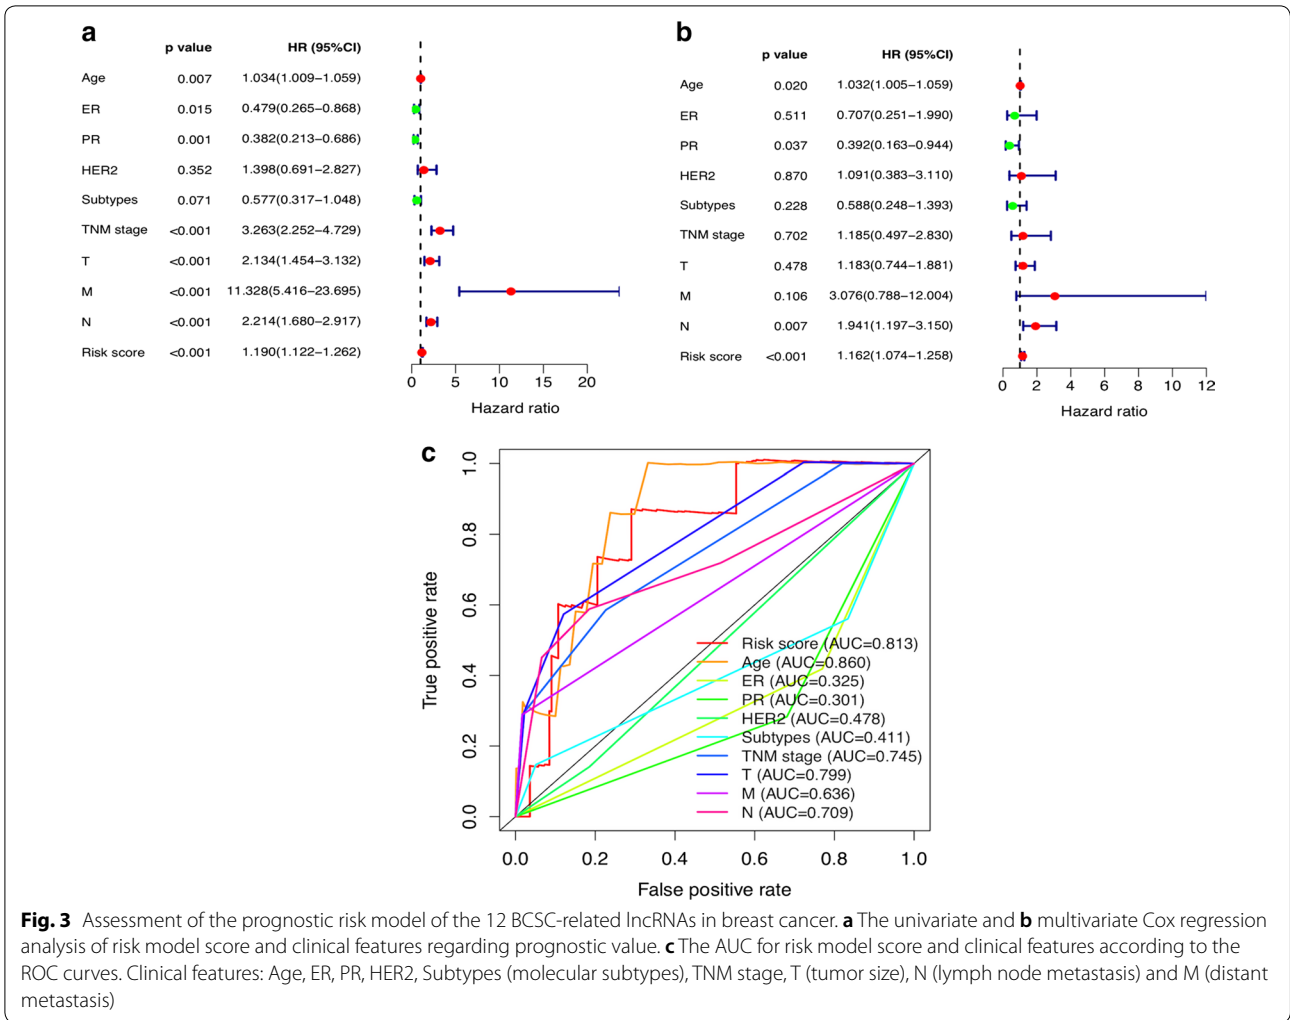 a
p value HR (95%CI)
Age 0.007 1.034(1.009–1.059)
ER 0.015 0.479(0.265–0.868)
PR 0.001 0.382(0.213–0.686)
HER2 0.352 1.398(0.691–2.827)
Subtypes 0.071 0.577(0.317–1.048)
TNM stage <0.001 3.263(2.252–4.729)
T <0.001 2.134(1.454–3.132)
M <0.001 11.328(5.416–23.695)
N <0.001 2.214(1.680–2.917)
Risk score <0.001 1.190(1.122–1.262)
0 5 10 15 20
Hazard ratio
b
p value HR (95%CI)
Age 0.020 1.032(1.005–1.059)
ER 0.511 0.707(0.251–1.990)
PR 0.037 0.392(0.163–0.944)
HER2 0.870 1.091(0.383–3.110)
Subtypes 0.228 0.588(0.248–1.393)
TNM stage 0.702 1.185(0.497–2.830)
T 0.478 1.183(0.744–1.881)
M 0.106 3.076(0.788–12.004)
N 0.007 1.941(1.197–3.150)
Risk score <0.001 1.162(1.074–1.258)
0 2 4 6 8 10 12
Hazard ratio
c
True positive rate
1.0
0.8
0.6
0.4
0.2
0.0
Risk score (AUC=0.813)
Age (AUC=0.860)
ER (AUC=0.325)
PR (AUC=0.301)
HER2 (AUC=0.478)
Subtypes (AUC=0.411)
TNM stage (AUC=0.745)
T (AUC=0.799)
M (AUC=0.636)
N (AUC=0.709)
0.0 0.2 0.4 0.6 0.8 1.0
False positive rate
Fig. 3 Assessment of the prognostic risk model of the 12 BCSC-related lncRNAs in breast cancer. a The univariate and b multivariate Cox regression
analysis of risk model score and clinical features regarding prognostic value. c The AUC for risk model score and clinical features according to the
ROC curves. Clinical features: Age, ER, PR, HER2, Subtypes (molecular subtypes), TNM stage, T (tumor size), N (lymph node metastasis) and M (distant
metastasis)